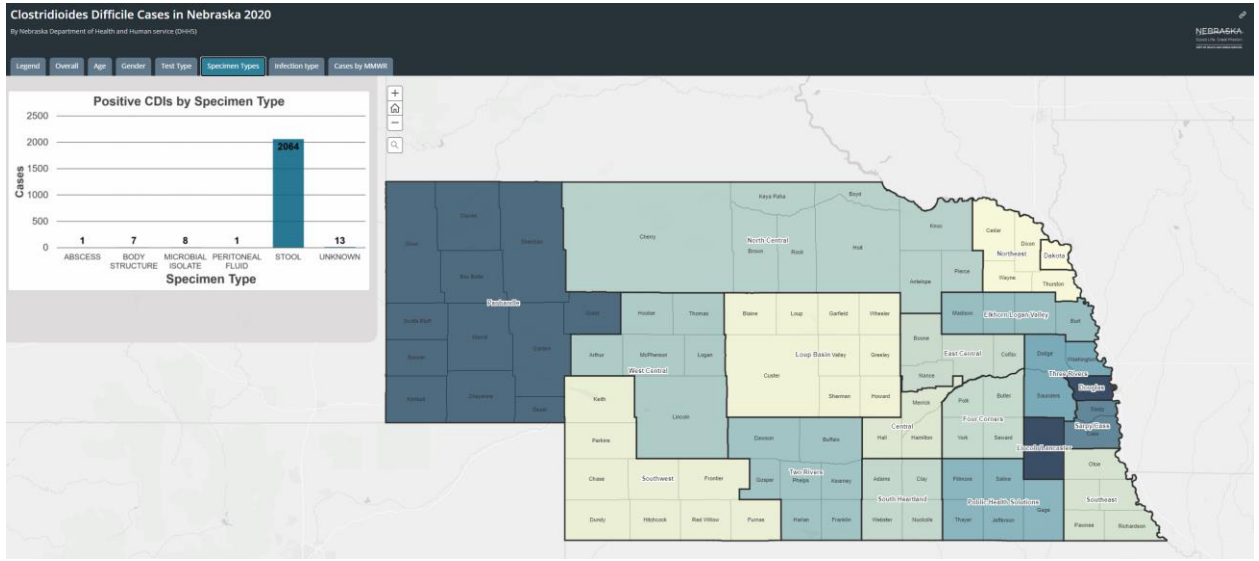 Clostridioides Difficile Cases in Nebraska 2020
By Nebraska Department of Health and Human service (DHHS)
NEBRASKA
Legend Overall Age Gender Test Type Specimen Types Infection type Cases by MMWR
Positive CDIs by Specimen Type
2500
2000
1500
1000
500
0
Cases
1
7
8
1
2064
13
ABSCESS
BODY STRUCTURE
MICROBIAL ISOLATE
PERITONEAL FLUID
STOOL
UNKNOWN
Specimen Type
Keya Paha
Boyd
Cherry
North Central
Brown
Rock
Holt
Knox
Antelope
Pierce
Cedar
Dixon
Northeast
Dakota
Wayne
Thurston
Sheridan
Box Butte
Panhandle
Scotts Bluff
Cheyenne
Hooker
Thomas
Arthur
McPherson
Logan
West Central
Lincoln
Blaine
Loup
Garfield
Wheeler
Loup Basin
Valley
Greeley
Custer
Sherman
Howard
Madison
Elkhorn Logan Valley
Burt
Boone
East Central
Colfax
Nance
Dodge
Washington
Three Rivers
Douglas
Saunders
Sarpy
Sarpy Cass
Cass
Merrick
Polk
Butler
Four Corners
Central
Hall
Hamilton
York
Seward
Lincoln Lancaster
Keith
Perkins
Chase
Southwest
Frontier
Dundy
Hitchcock
Red Willow
Furnas
Dawson
Buffalo
Two Rivers
Gosper
Phelps
Kearney
Harlan
Franklin
Adams
Clay
South Heartland
Webster
Nuckolls
Fillmore
Saline
Public Health Solutions
Gage
Thayer
Jefferson
Otoe
Southeast
Pawnee
Richardson